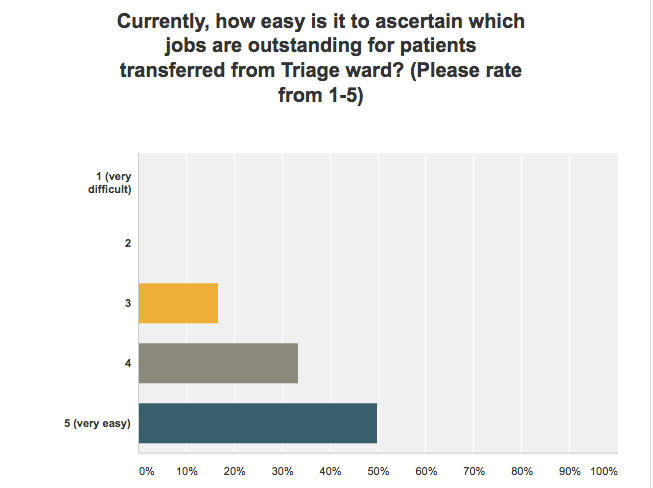 Currently, how easy is it to ascertain which
jobs are outstanding for patients
transferred from Triage ward? (Please rate
from 1-5)
1 (very
difficult)
2
3
4
5 (very easy)
0% 10% 20% 30% 40% 50% 60% 70% 80% 90% 100%